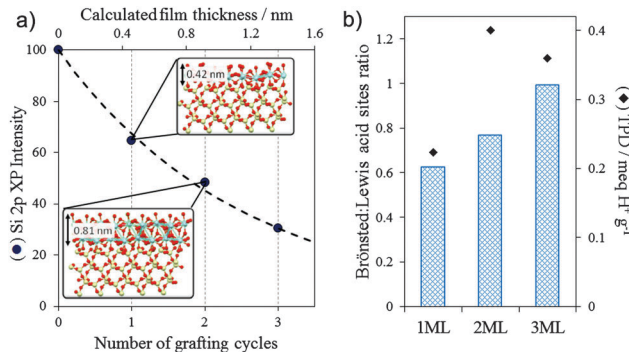 a)
Calculated film thickness / nm
0 0.4 0.8 1.2 1.6
100
80
60
40
20
0
(●) Si 2p XP Intensity
0.42 nm
0.81 nm
0 1 2 3
Number of grafting cycles
b)
1.2
1
0.8
0.6
0.4
0.2
0
Brönsted:Lewis acid sites ratio
1ML 2ML 3ML
0.4
0.3
0.2
0.1
0
(◆) TPD / meq H⁺ g⁻¹